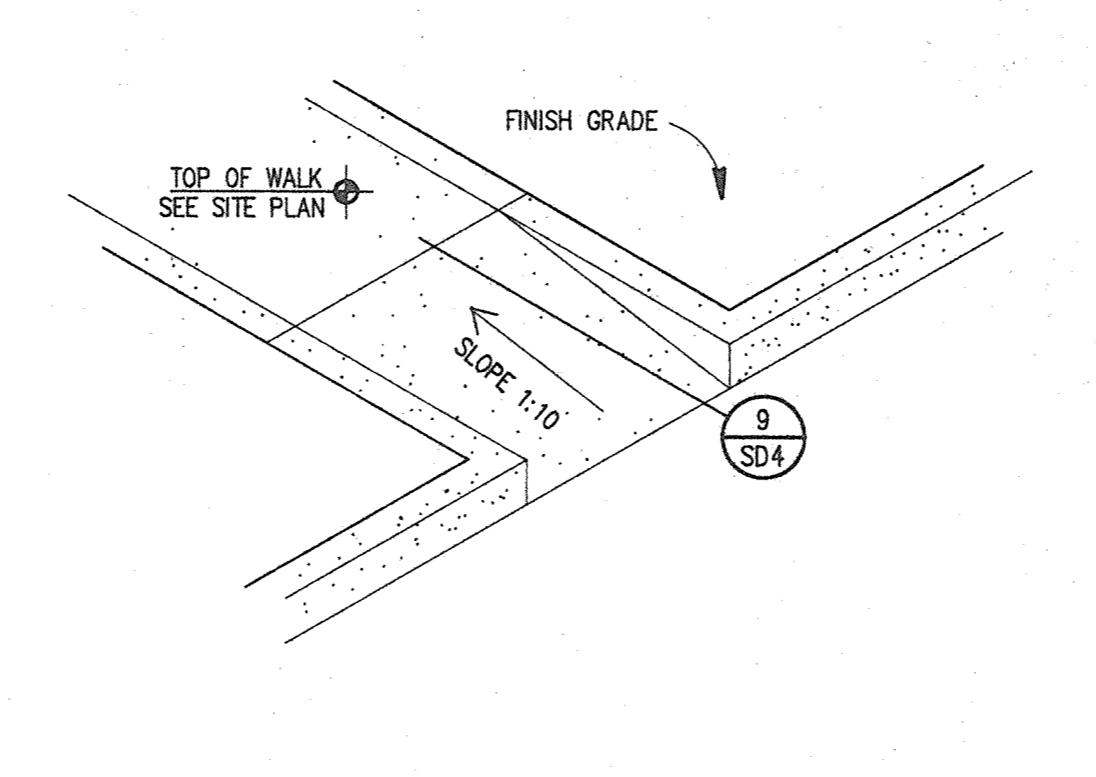 FINISH GRADE
TOP OF WALK
SEE SITE PLAN
SLOPE 1:10
9
SD4